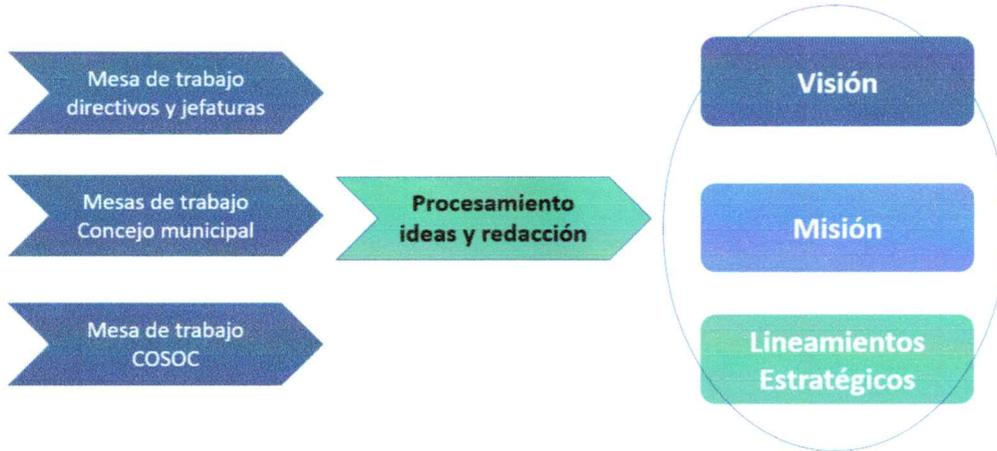 Mesa de trabajo
directivos y jefaturas
Mesas de trabajo
Concejo municipal
Mesa de trabajo
COSOC
Procesamiento
ideas y redacción
Visión
Misión
Lineamientos
Estratégicos